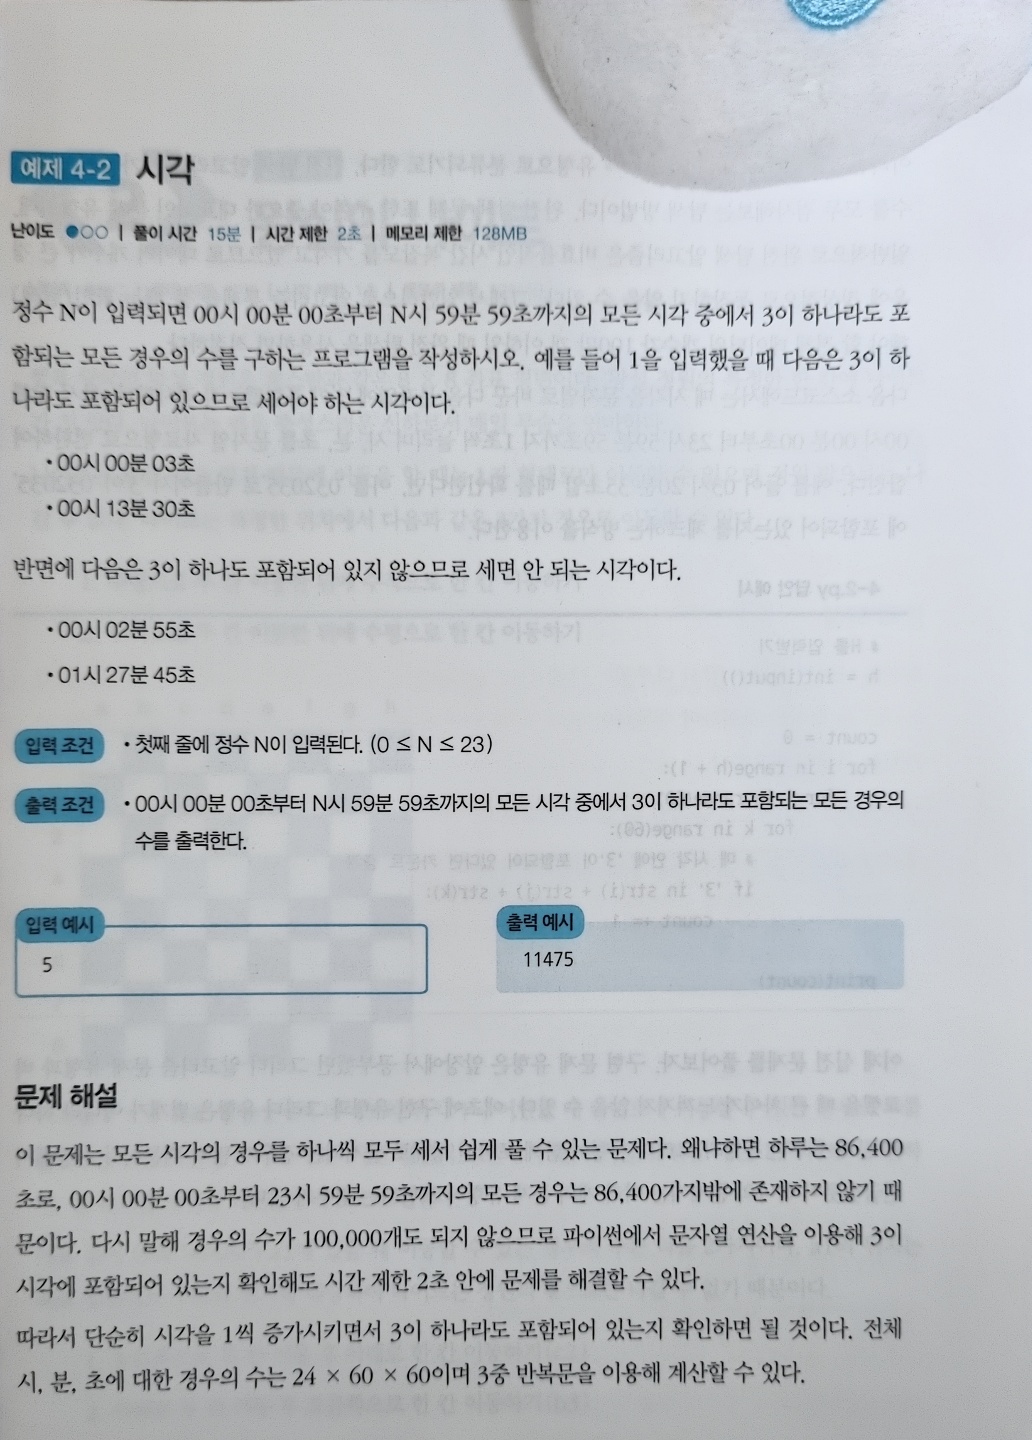 예제 4-2 시각
난이도 ●○○ | 풀이 시간 15분 | 시간 제한 2초 | 메모리 제한 128MB
정수 N이 입력되면 00시 00분 00초부터 N시 59분 59초까지의 모든 시각 중에서 3이 하나라도 포
함되는 모든 경우의 수를 구하는 프로그램을 작성하시오. 예를 들어 1을 입력했을 때 다음은 3이 하
나라도 포함되어 있으므로 세어야 하는 시각이다.
• 00시 00분 03초
• 00시 13분 30초
반면에 다음은 3이 하나도 포함되어 있지 않으므로 세면 안 되는 시각이다.
• 00시 02분 55초
• 01시 27분 45초
입력 조건 • 첫째 줄에 정수 N이 입력된다. (0 ≤ N ≤ 23)
출력 조건 • 00시 00분 00초부터 N시 59분 59초까지의 모든 시각 중에서 3이 하나라도 포함되는 모든 경우의
수를 출력한다.
입력 예시
5
출력 예시
11475
문제 해설
이 문제는 모든 시각의 경우를 하나씩 모두 세서 쉽게 풀 수 있는 문제다. 왜냐하면 하루는 86,400
초로, 00시 00분 00초부터 23시 59분 59초까지의 모든 경우는 86,400가지밖에 존재하지 않기 때
문이다. 다시 말해 경우의 수가 100,000개도 되지 않으므로 파이썬에서 문자열 연산을 이용해 3이
시각에 포함되어 있는지 확인해도 시간 제한 2초 안에 문제를 해결할 수 있다.
따라서 단순히 시각을 1씩 증가시키면서 3이 하나라도 포함되어 있는지 확인하면 될 것이다. 전체
시, 분, 초에 대한 경우의 수는 24 × 60 × 60이며 3중 반복문을 이용해 계산할 수 있다.